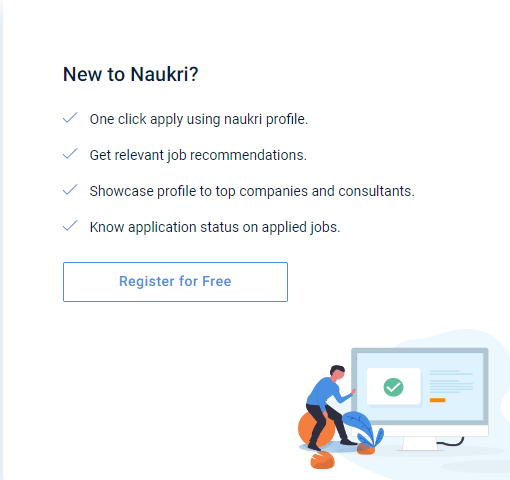 New to Naukri?
One click apply using naukri profile.
Get relevant job recommendations.
Showcase profile to top companies and consultants.
Know application status on applied jobs.
Register for Free